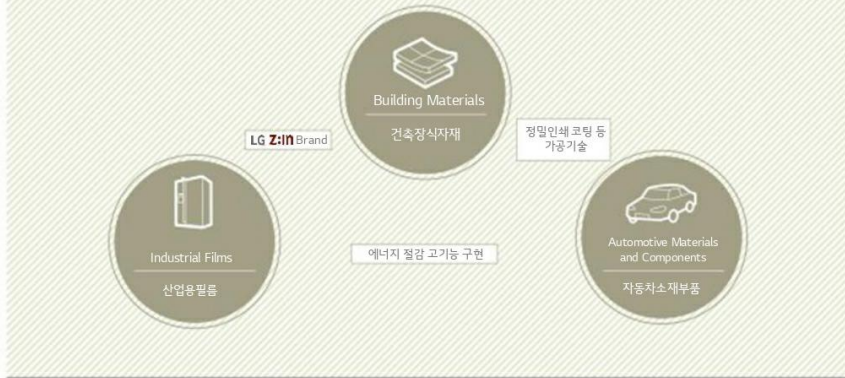 Building Materials
건축장식자재
LG Z:IN Brand
정밀인쇄 코팅 등
가공기술
Industrial Films
산업용필름
에너지 절감 고기능 구현
Automotive Materials
and Components
자동차소재부품